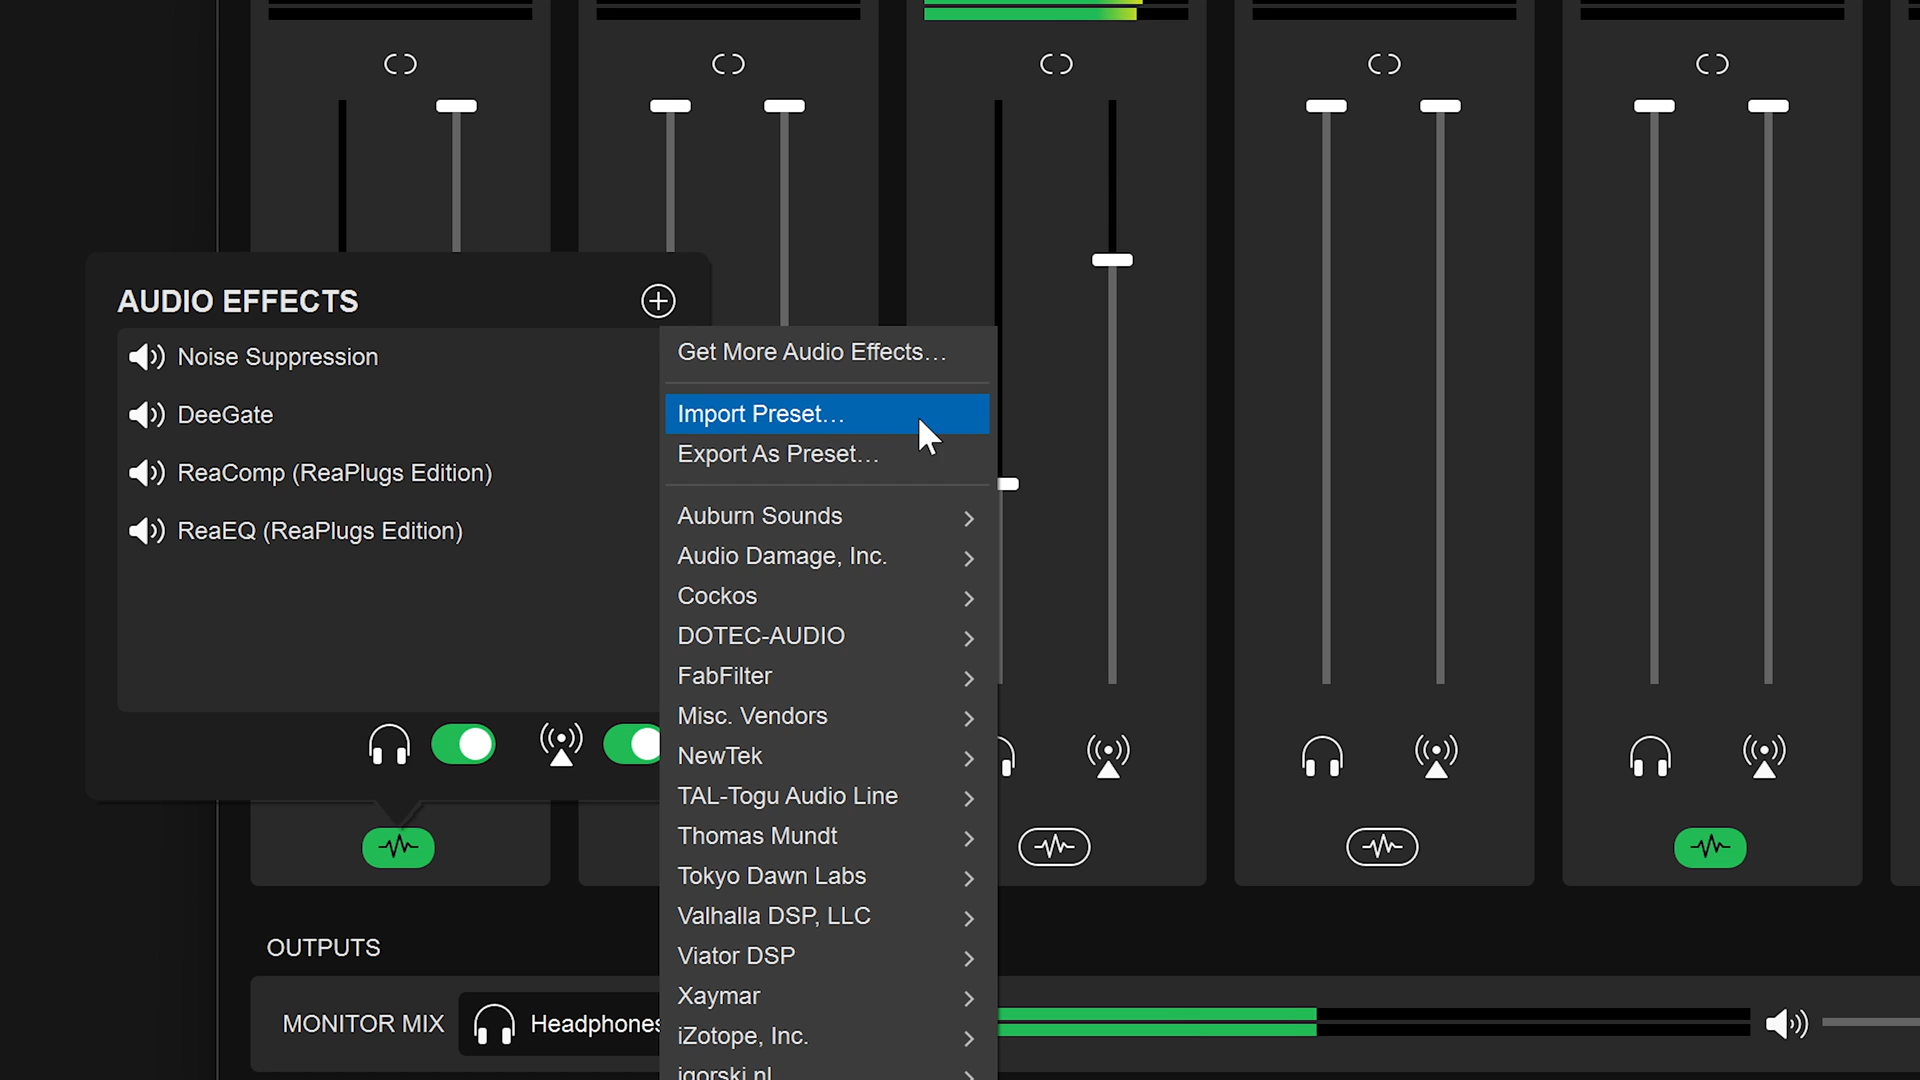 AUDIO EFFECTS
Noise Suppression
DeeGate
ReaComp (ReaPlugs Edition)
ReaEQ (ReaPlugs Edition)
Get More Audio Effects...
Import Preset...
Export As Preset...
Auburn Sounds
Audio Damage, Inc.
Cockos
DOTEC-AUDIO
FabFilter
Misc. Vendors
NewTek
TAL-Togu Audio Line
Thomas Mundt
Tokyo Dawn Labs
Valhalla DSP, LLC
Viator DSP
Xaymar
iZotope, Inc.
igorski.nl
OUTPUTS
MONITOR MIX
Headphones